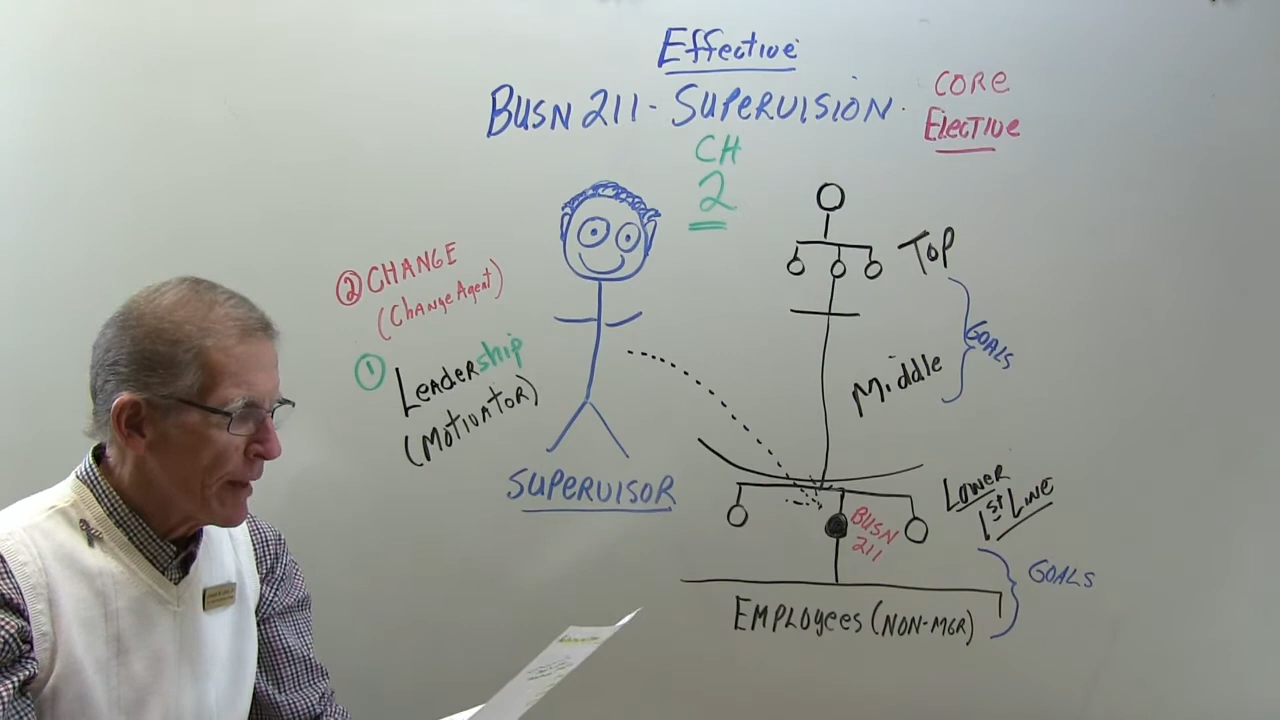 Effective
BUSN 211 - SUPERVISION.
CORE
Elective
CH
2
② CHANGE
(Change Agent)
① Leadership
(MOTIVATOR)
SUPERVISOR
TOP
GOALS
Middle
Lower
1st LINE
BUSN
211
GOALS
EMPLOYees (NON-MGR)